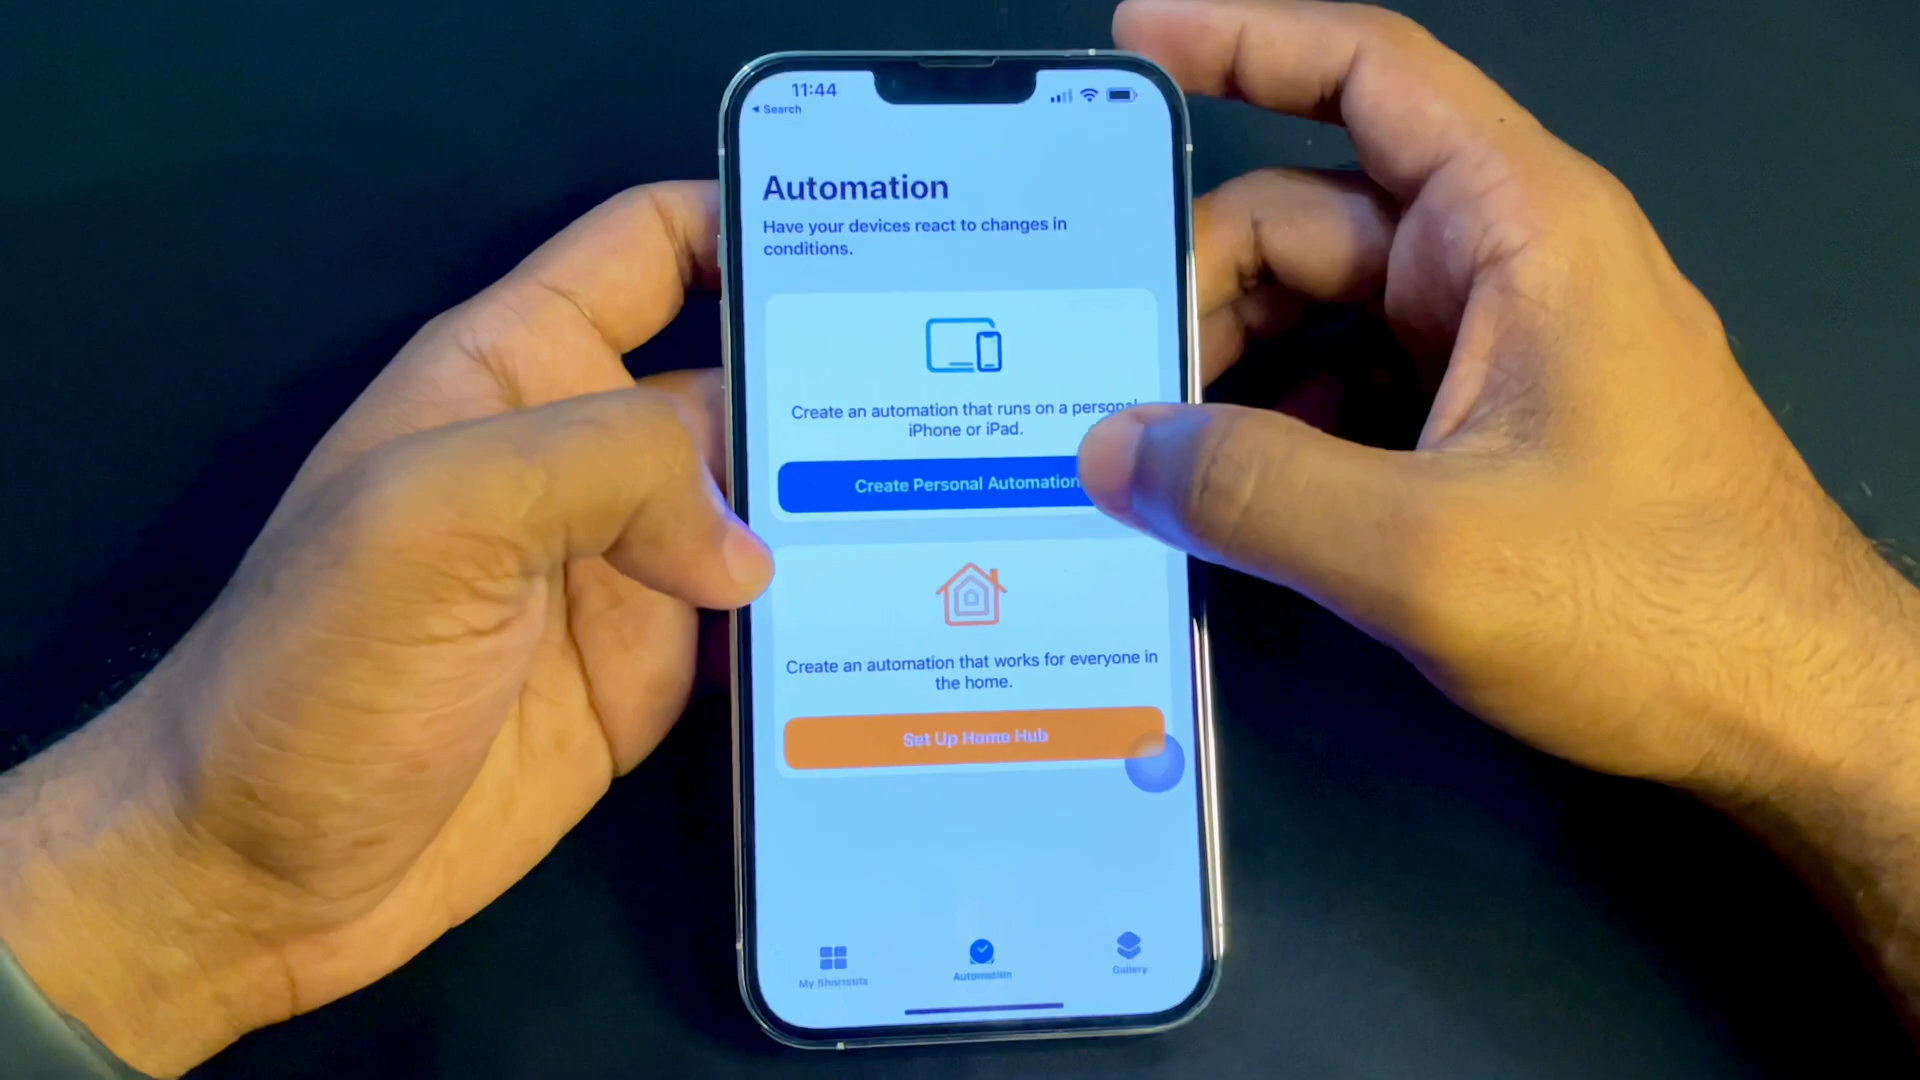 11:44
Search
Automation
Have your devices react to changes in
conditions.
Create an automation that runs on a personal
iPhone or iPad.
Create Personal Automation
Create an automation that works for everyone in
the home.
Set Up Home Hub
My Shortcuts
Automation
Gallery